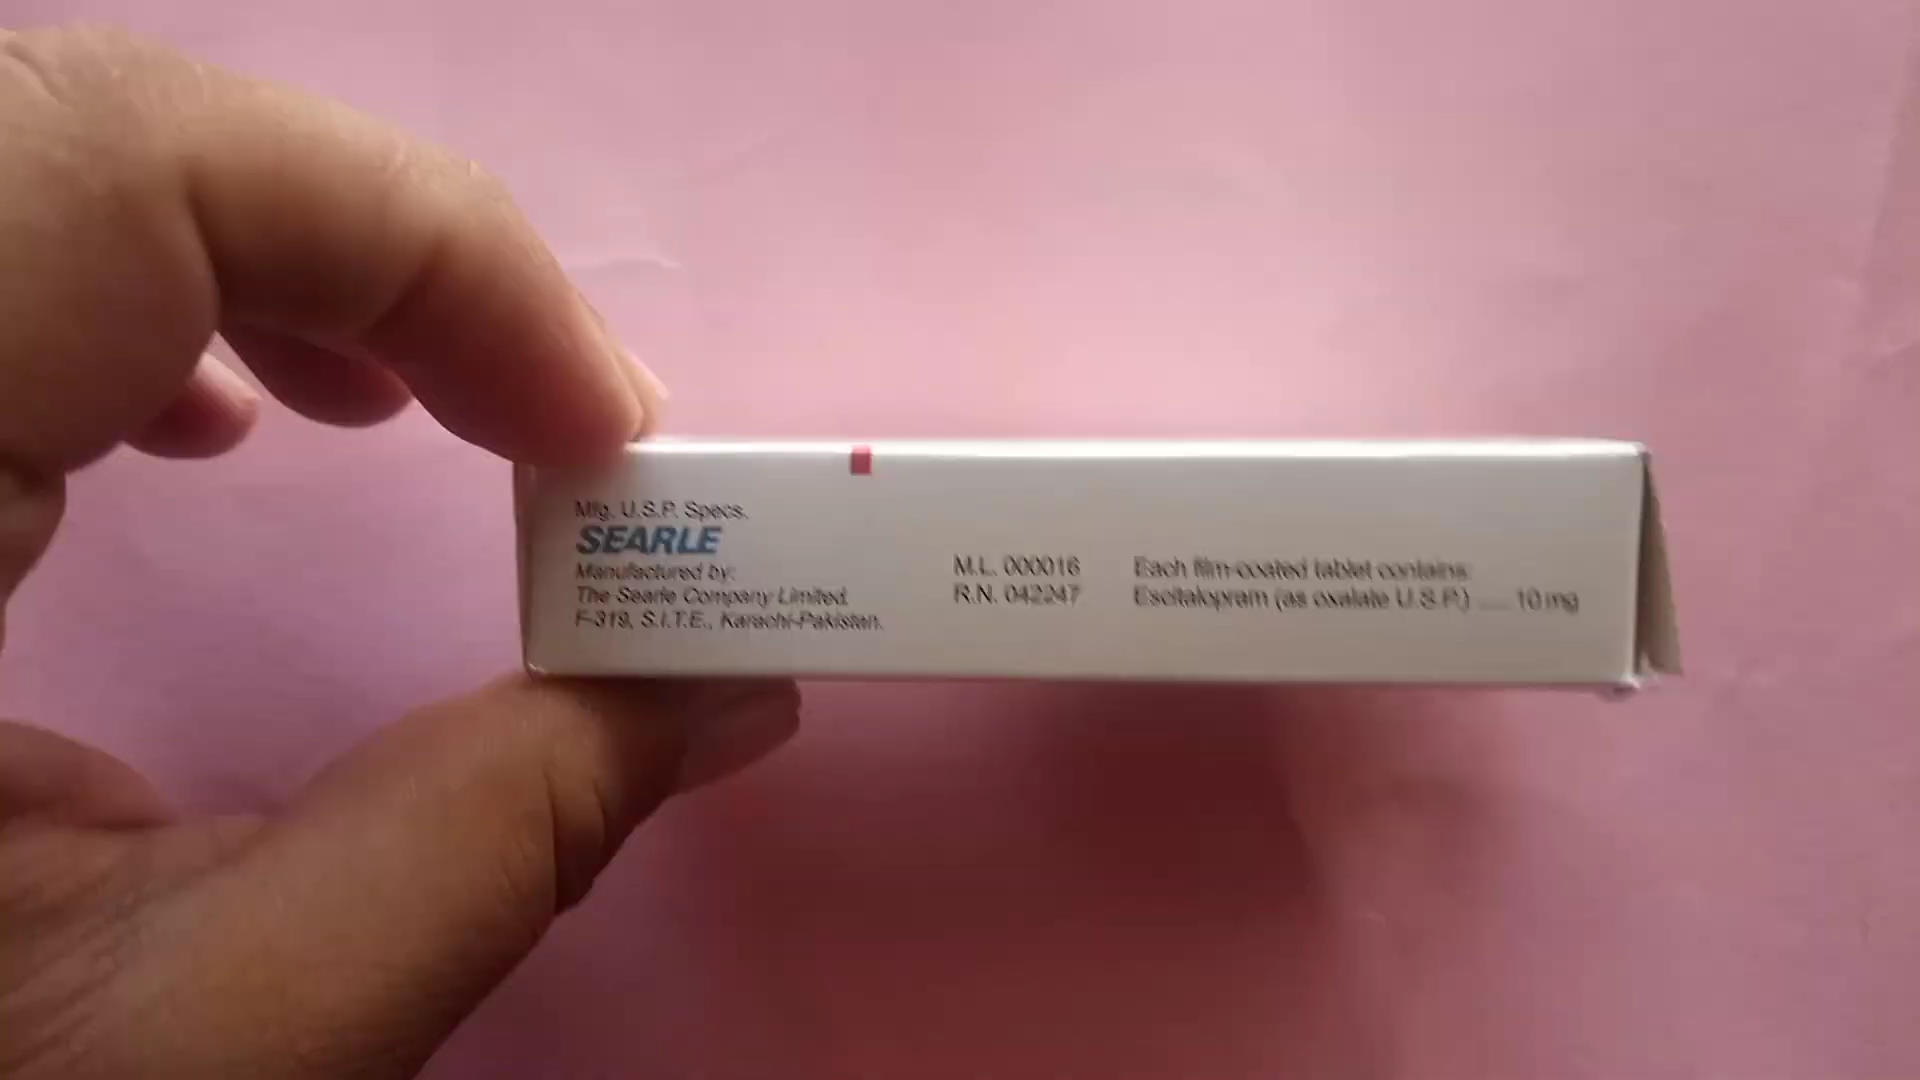 Mfg. U.S.P. Specs.
SEARLE
Manufactured by:
The Searle Company Limited.
F-319, S.I.T.E., Karachi-Pakistan.
M.L. 000016
R.N. 042247
Each film-coated tablet contains:
Escitalopram (as oxalate U.S.P.) ..... 10 mg